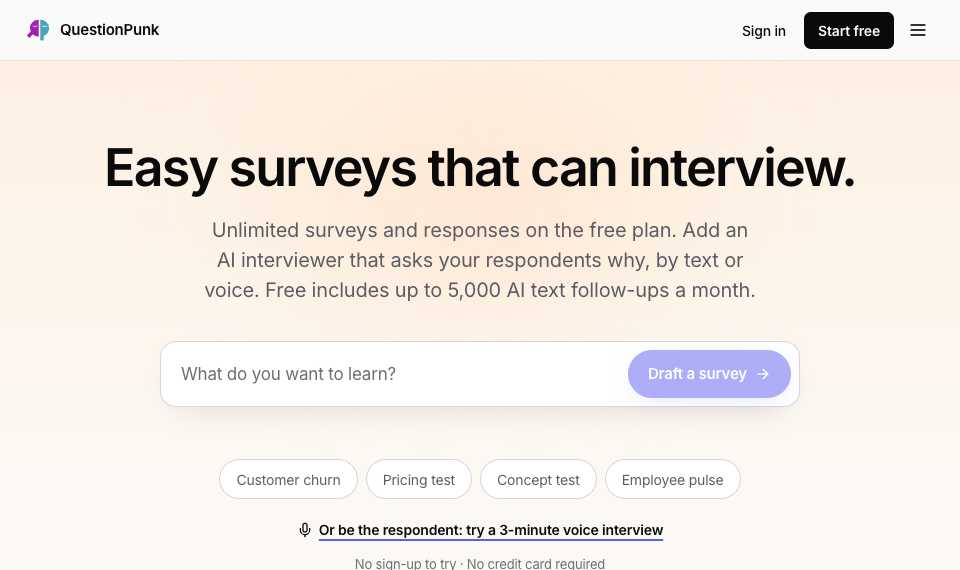 QuestionPunk
Sign in
Start free
Easy surveys that can interview.
Unlimited surveys and responses on the free plan. Add an
AI interviewer that asks your respondents why, by text or
voice. Free includes up to 5,000 AI text follow-ups a month.
What do you want to learn?
Draft a survey →
Customer churn
Pricing test
Concept test
Employee pulse
Or be the respondent: try a 3-minute voice interview
No sign-up to try · No credit card required